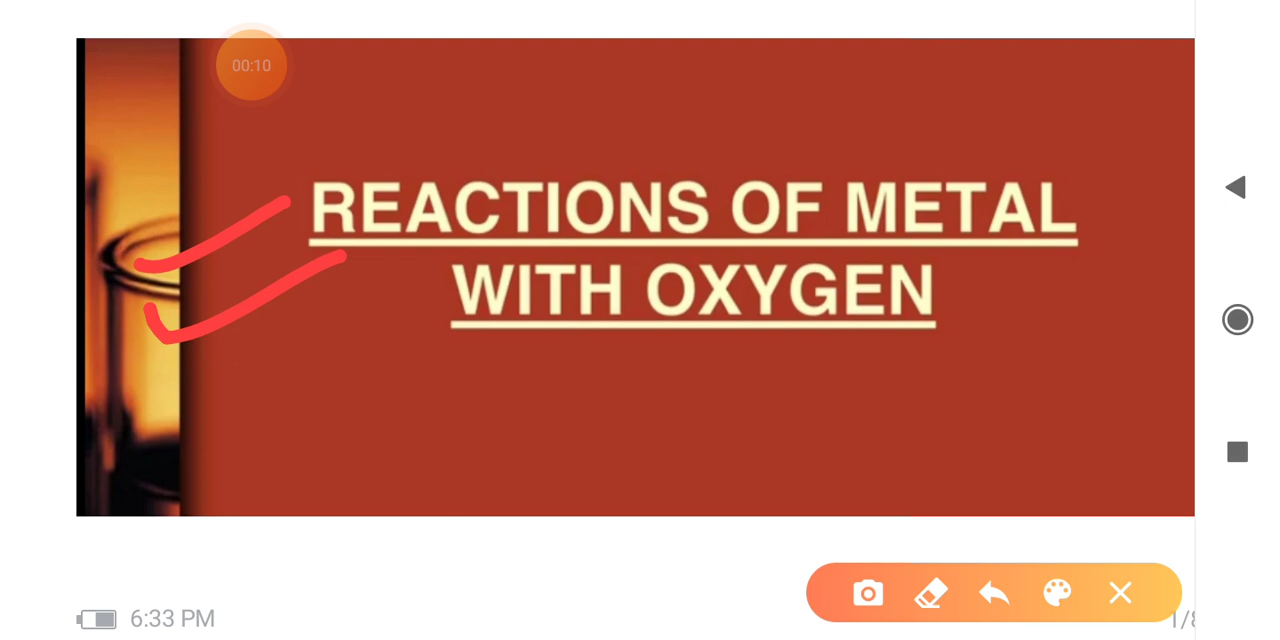 00:10
REACTIONS OF METAL
WITH OXYGEN
6:33 PM